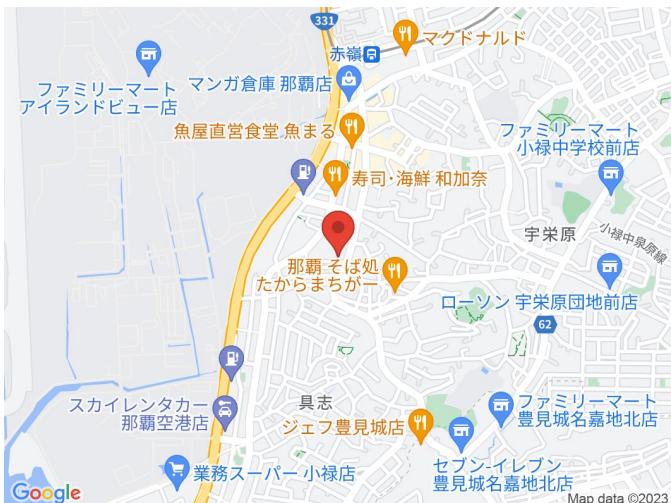 331
赤嶺
マクドナルド
ファミリーマート
アイランドビュー店
マンガ倉庫 那覇店
魚屋直営食堂 魚まる
ファミリーマート
小禄中学校前店
寿司・海鮮 和加奈
宇栄原
小禄中泉原線
那覇 そば処
たからまちがー
ローソン 宇栄原団地前店
62
スカイレンタカー
那覇空港店
具志
ジェフ豊見城店
ファミリーマート
豊見城名嘉地北店
セブン-イレブン
豊見城名嘉地北店
業務スーパー 小禄店
Google
Map data ©2023